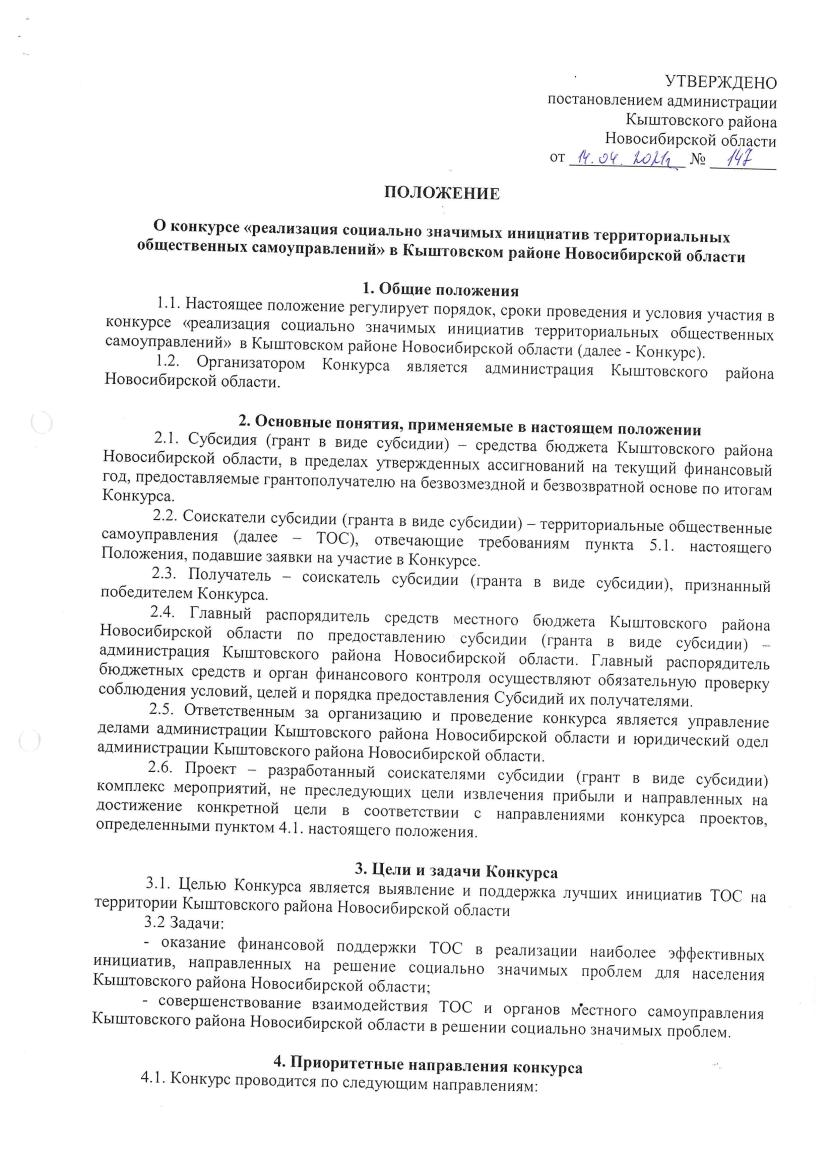 УТВЕРЖДЕНО
постановлением администрации
Кыштовского района
Новосибирской области
от 14.04.2021г № 147
ПОЛОЖЕНИЕ
О конкурсе «реализация социально значимых инициатив территориальных
общественных самоуправлений» в Кыштовском районе Новосибирской области
1. Общие положения
1.1. Настоящее положение регулирует порядок, сроки проведения и условия участия в
конкурсе «реализация социально значимых инициатив территориальных общественных
самоуправлений» в Кыштовском районе Новосибирской области (далее - Конкурс).
1.2. Организатором Конкурса является администрация Кыштовского района
Новосибирской области.
2. Основные понятия, применяемые в настоящем положении
2.1. Субсидия (грант в виде субсидии) – средства бюджета Кыштовского района
Новосибирской области, в пределах утвержденных ассигнований на текущий финансовый
год, предоставляемые грантополучателю на безвозмездной и безвозвратной основе по итогам
Конкурса.
2.2. Соискатели субсидии (гранта в виде субсидии) – территориальные общественные
самоуправления (далее – ТОС), отвечающие требованиям пункта 5.1. настоящего
Положения, подавшие заявки на участие в Конкурсе.
2.3. Получатель – соискатель субсидии (гранта в виде субсидии), признанный
победителем Конкурса.
2.4. Главный распорядитель средств местного бюджета Кыштовского района
Новосибирской области по предоставлению субсидии (гранта в виде субсидии) –
администрация Кыштовского района Новосибирской области. Главный распорядитель
бюджетных средств и орган финансового контроля осуществляют обязательную проверку
соблюдения условий, целей и порядка предоставления Субсидий их получателями.
2.5. Ответственным за организацию и проведение конкурса является управление
делами администрации Кыштовского района Новосибирской области и юридический одел
администрации Кыштовского района Новосибирской области.
2.6. Проект – разработанный соискателями субсидии (грант в виде субсидии)
комплекс мероприятий, не преследующих цели извлечения прибыли и направленных на
достижение конкретной цели в соответствии с направлениями конкурса проектов,
определенными пунктом 4.1. настоящего положения.
3. Цели и задачи Конкурса
3.1. Целью Конкурса является выявление и поддержка лучших инициатив ТОС на
территории Кыштовского района Новосибирской области
3.2 Задачи:
- оказание финансовой поддержки ТОС в реализации наиболее эффективных
инициатив, направленных на решение социально значимых проблем для населения
Кыштовского района Новосибирской области;
- совершенствование взаимодействия ТОС и органов местного самоуправления
Кыштовского района Новосибирской области в решении социально значимых проблем.
4. Приоритетные направления конкурса
4.1. Конкурс проводится по следующим направлениям: